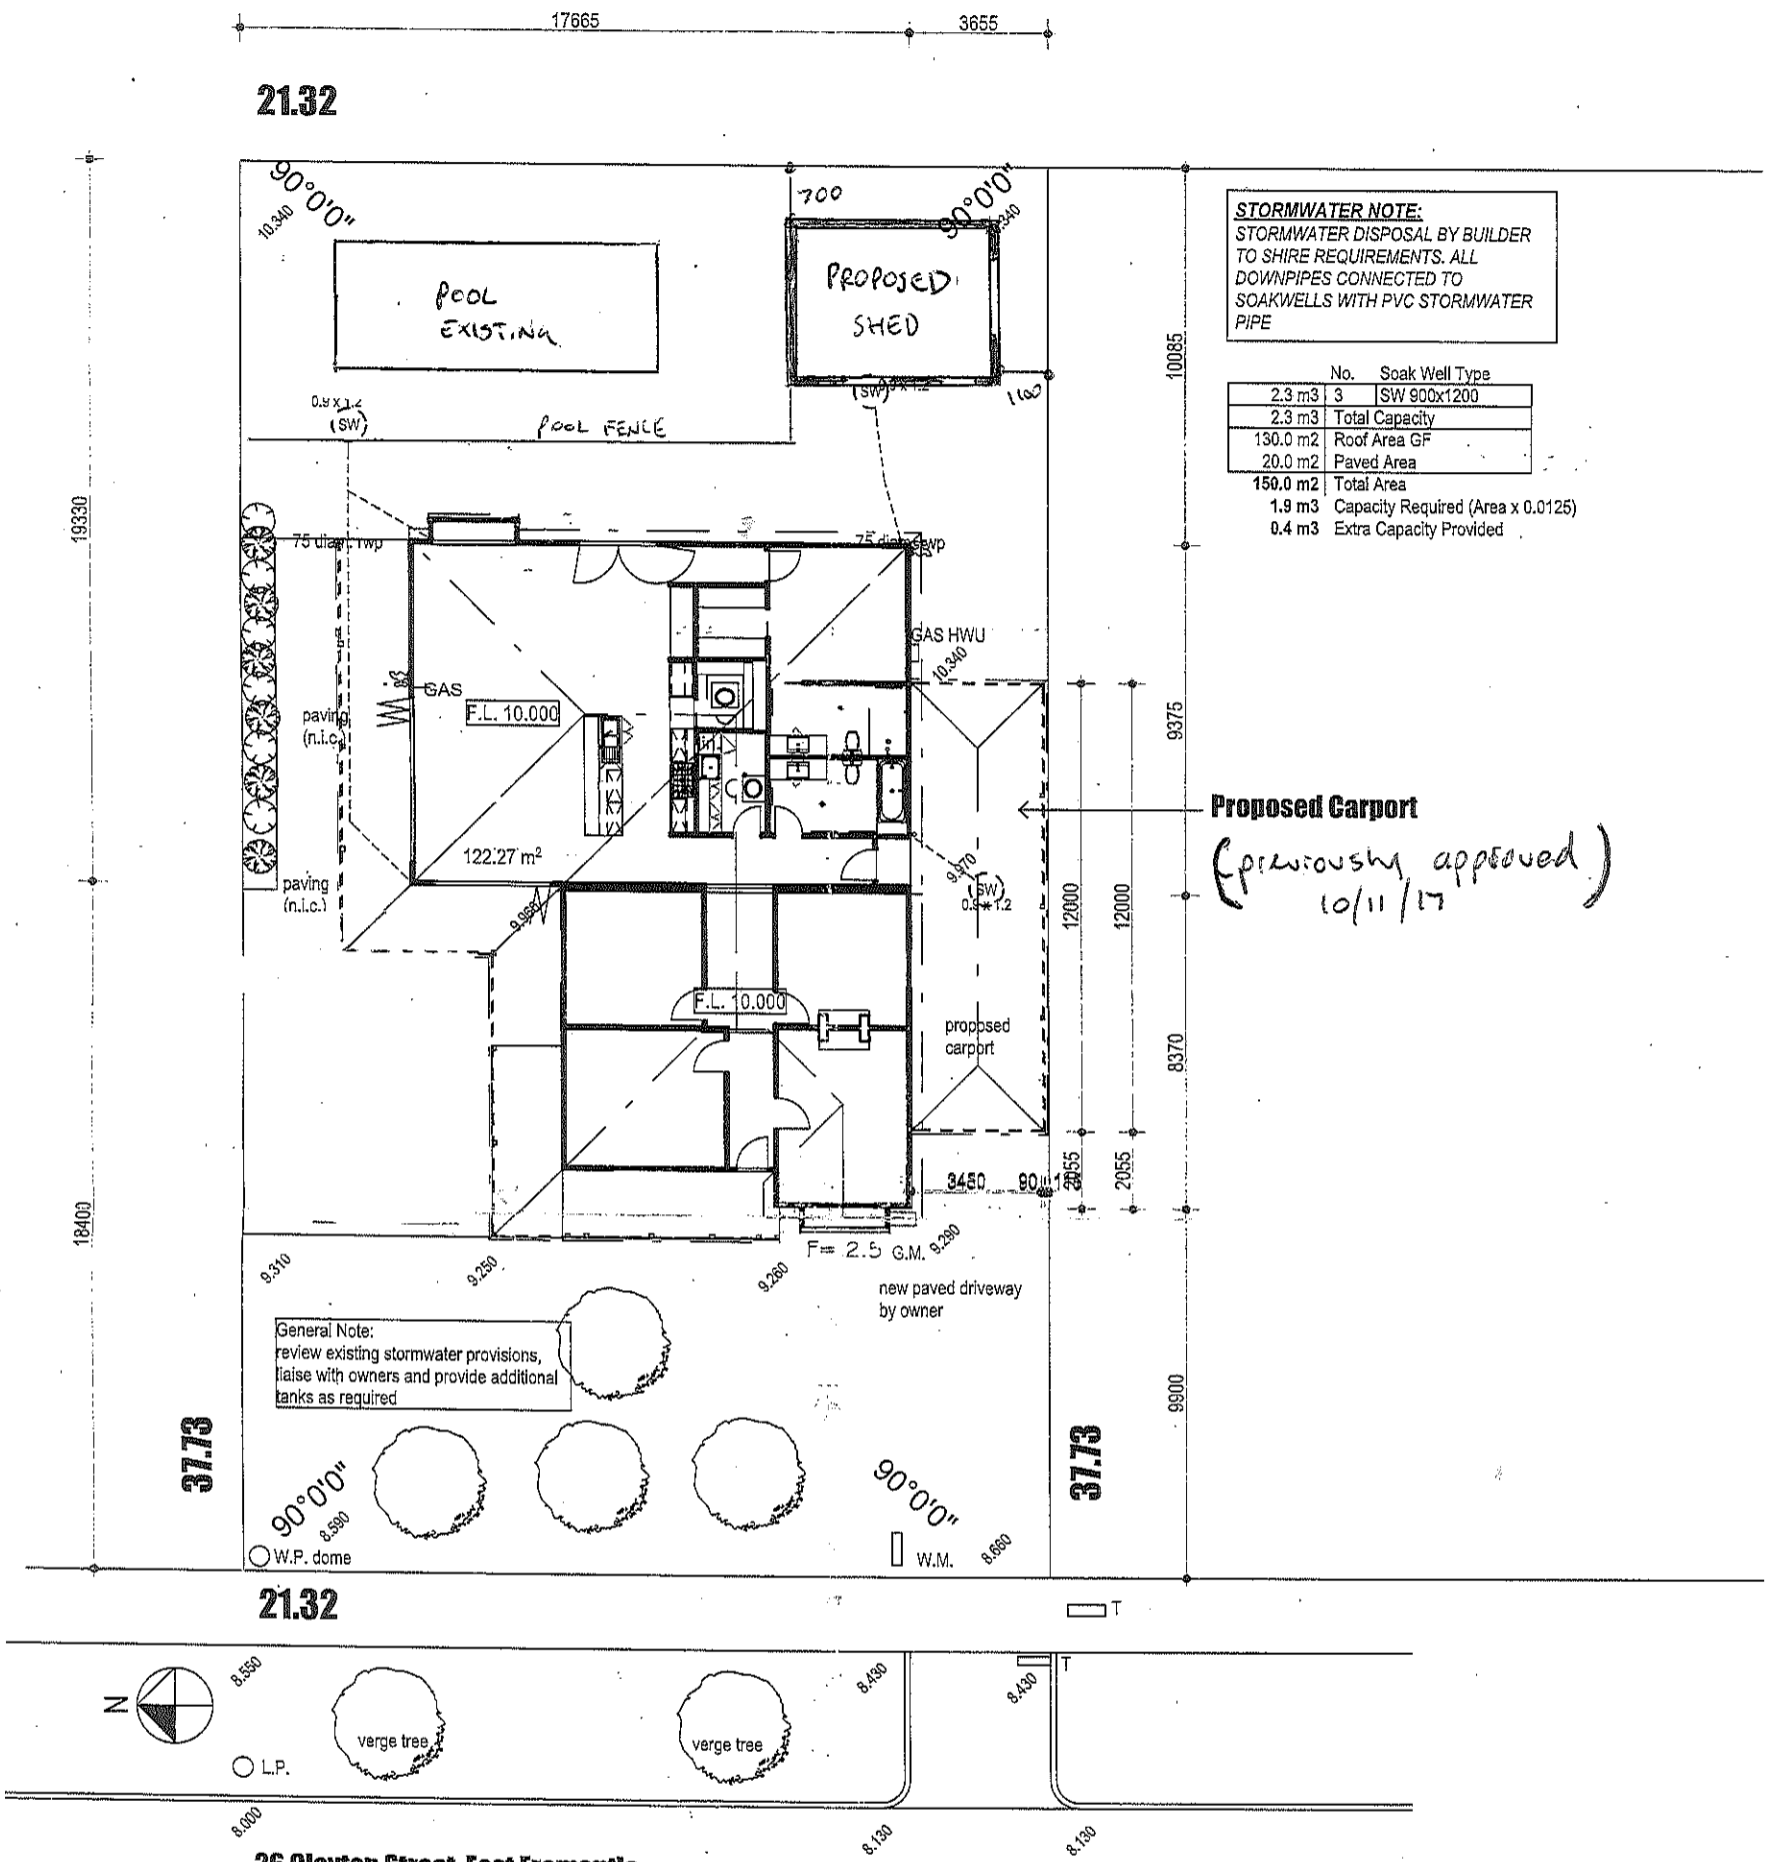 17665
3655
21.32
90°0'0"
10.340
700
90°0'0"
.340
POOL
EXISTING
PROPOSED
SHED
STORMWATER NOTE:
STORMWATER DISPOSAL BY BUILDER
TO SHIRE REQUIREMENTS. ALL
DOWNPIPES CONNECTED TO
SOAKWELLS WITH PVC STORMWATER
PIPE
10085
No. Soak Well Type
2.3 m3 3 SW 900x1200
2.3 m3 Total Capacity
130.0 m2 Roof Area GF
20.0 m2 Paved Area
150.0 m2 Total Area
1.9 m3 Capacity Required (Area x 0.0125)
0.4 m3 Extra Capacity Provided
0.9 x 1.2
(SW)
POOL FENCE
(SW)
1100
19330
75
75
GAS HWU
10.340
GAS
F.L. 10.000
paving
(n.i.c.)
9375
Proposed Carport
(previously approved)
10/11/17
122.27 m²
paving
(n.i.c.)
9.970
(SW)
12000
12000
F.L. 10.000
proposed
carport
8370
2055
2055
3450
90
18400
9.310
9.250
9.260
F= 2.5 G.M.
9.290
new paved driveway
by owner
General Note:
review existing stormwater provisions,
liaise with owners and provide additional
tanks as required
9900
37.73
37.73
90°0'0"
8.590
90°0'0"
8.660
W.P. dome
W.M.
21.32
T
N
8.550
verge tree
verge tree
8.430
8.430
T
L.P.
8.000
8.130
8.130